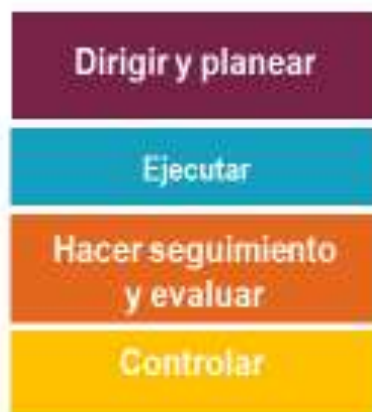 Dirigir y planear
Ejecutar
Hacer seguimiento
y evaluar
Controlar